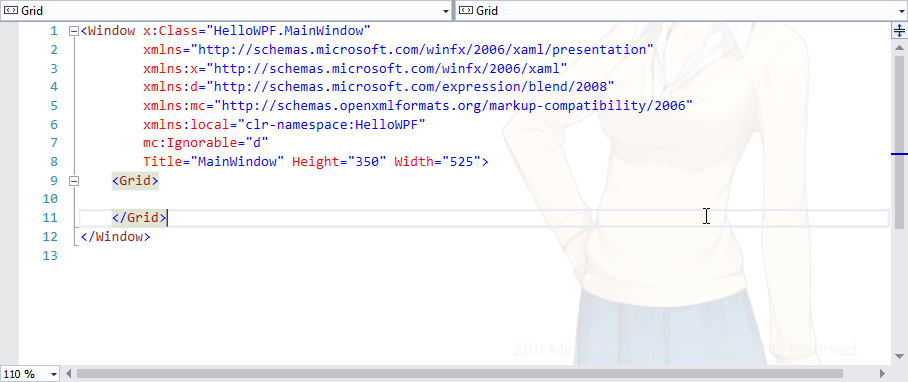 Grid Grid
1 <Window x:Class="HelloWPF.MainWindow"
2 xmlns="http://schemas.microsoft.com/winfx/2006/xaml/presentation"
3 xmlns:x="http://schemas.microsoft.com/winfx/2006/xaml"
4 xmlns:d="http://schemas.microsoft.com/expression/blend/2008"
5 xmlns:mc="http://schemas.openxmlformats.org/markup-compatibility/2006"
6 xmlns:local="clr-namespace:HelloWPF"
7 mc:Ignorable="d"
8 Title="MainWindow" Height="350" Width="525">
9 <Grid>
10
11 </Grid>
12 </Window>
13
2011 Microsoft Corporation All Rights Reserved
110 %